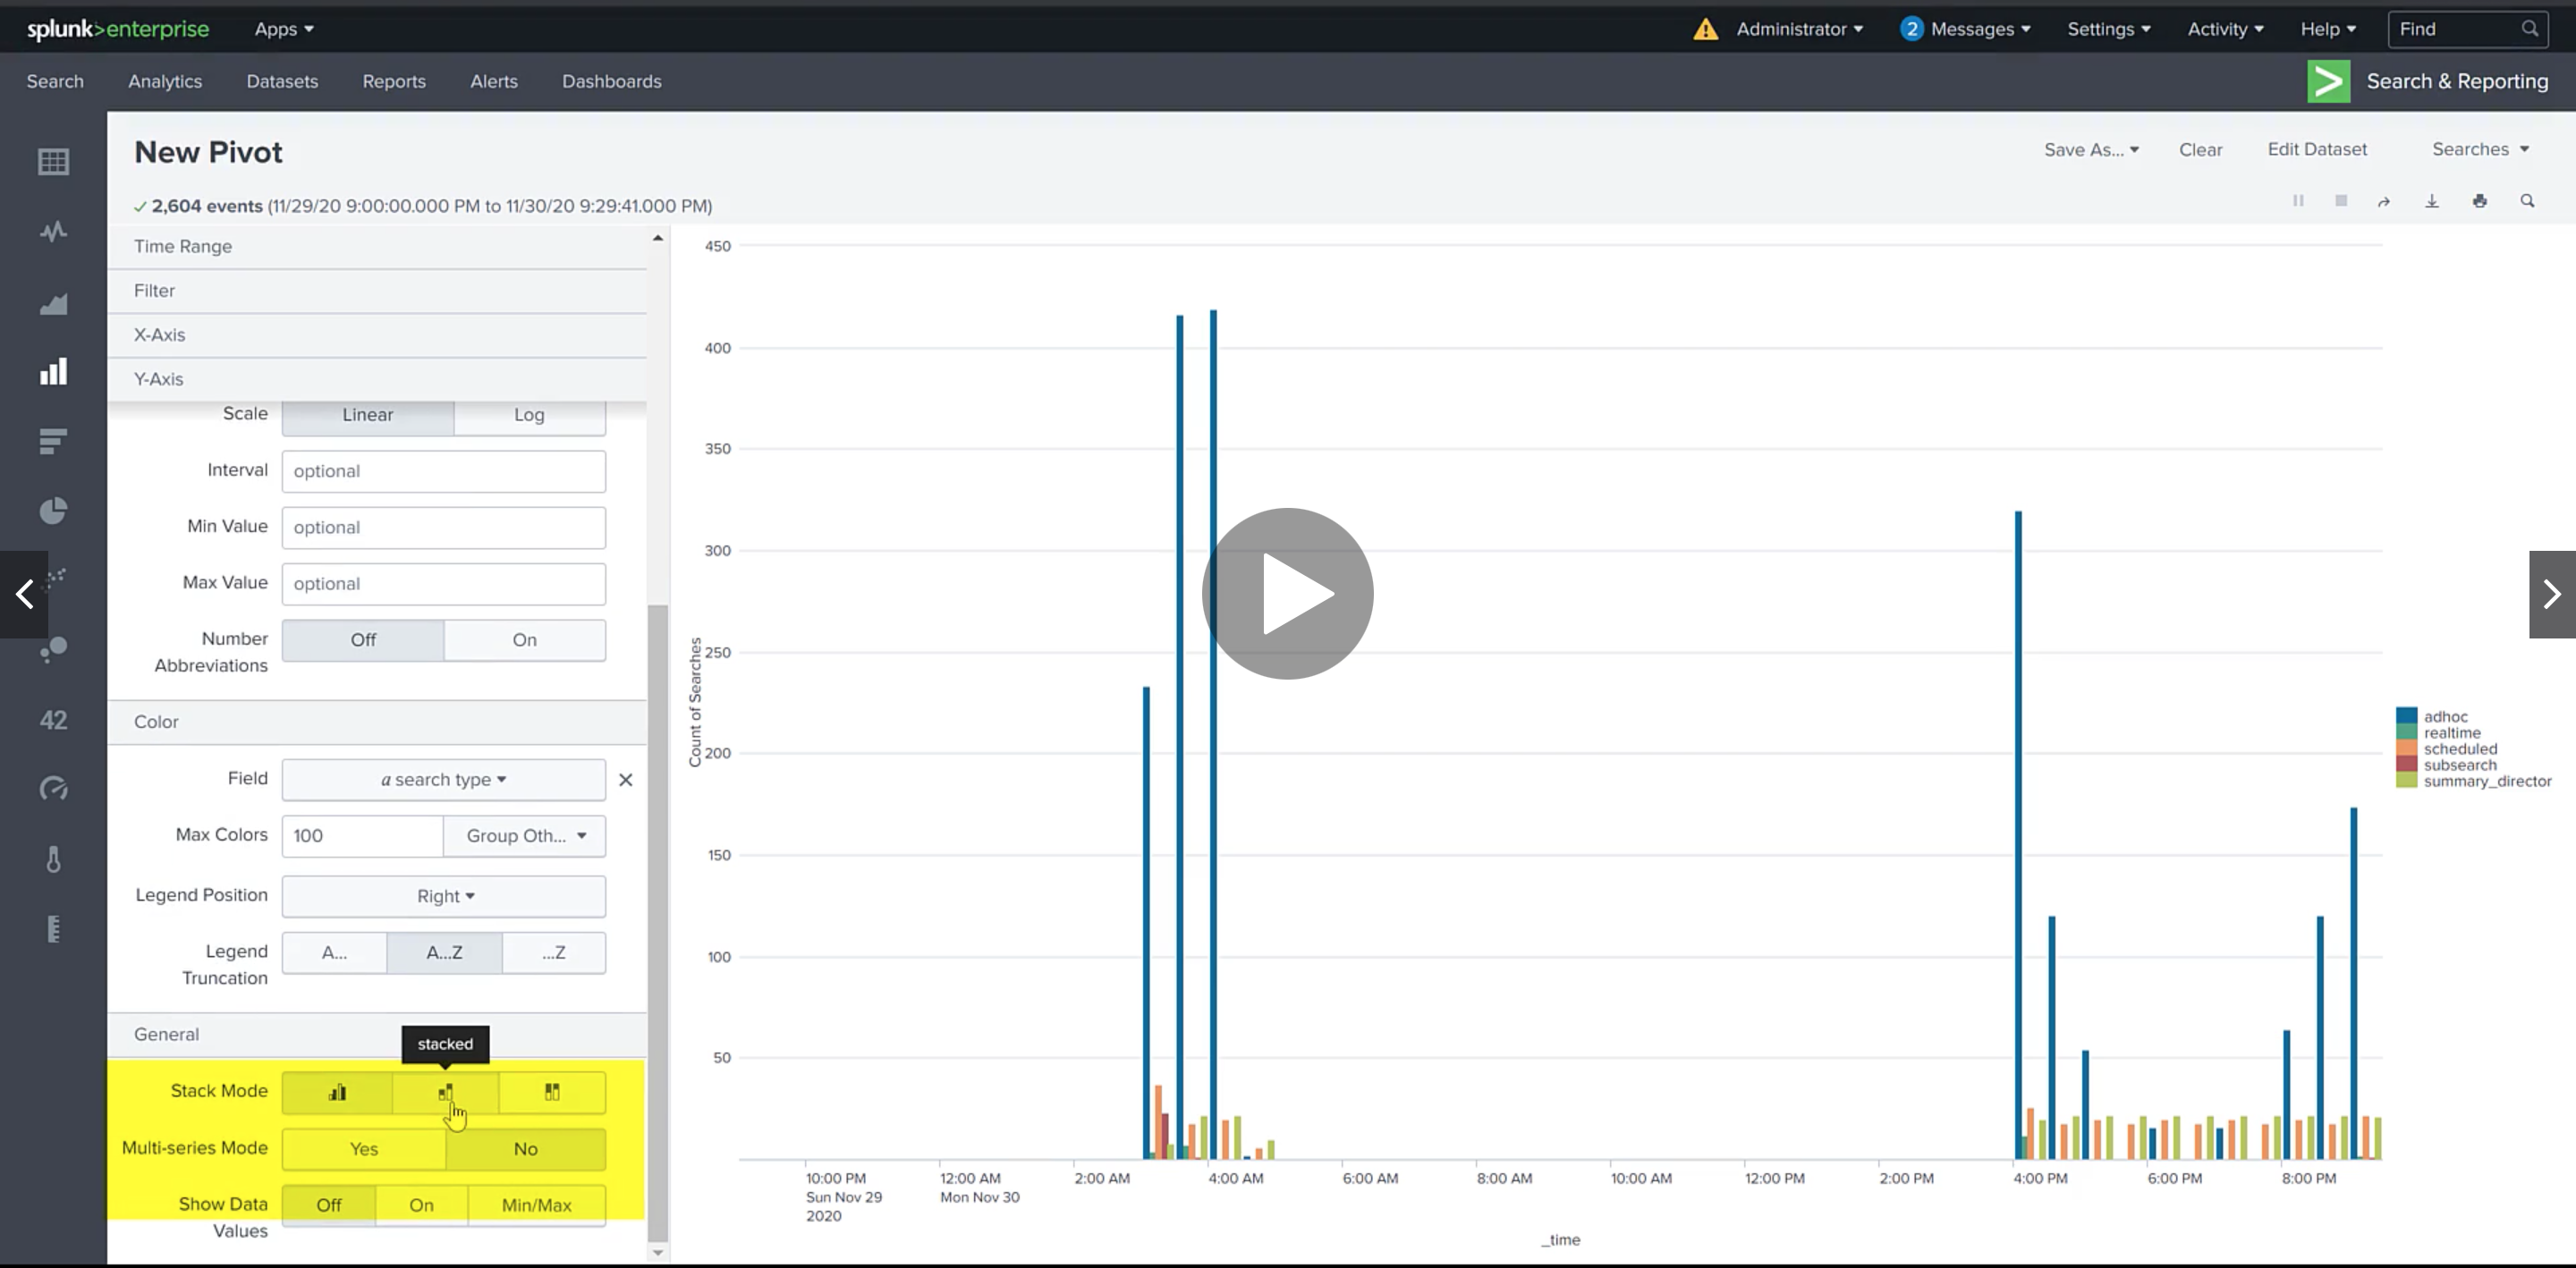 splunk>enterprise Apps Administrator 2 Messages Settings Activity Help Find
Search Analytics Datasets Reports Alerts Dashboards Search & Reporting
New Pivot Save As... Clear Edit Dataset Searches
2,604 events (11/29/20 9:00:00.000 PM to 11/30/20 9:29:41.000 PM)
Time Range
Filter
X-Axis
Y-Axis
Scale Linear Log
Interval optional
Min Value optional
Max Value optional
Number Abbreviations Off On
42
Color
Field a search type
Max Colors 100 Group Oth...
Legend Position Right
Legend Truncation A... A...Z ...Z
General
stacked
Stack Mode
Multi-series Mode Yes No
Show Data Values Off On Min/Max
450
400
350
300
250
200
150
100
50
Count of Searches
10:00 PM 12:00 AM 2:00 AM 4:00 AM 6:00 AM 8:00 AM 10:00 AM 12:00 PM 2:00 PM 4:00 PM 6:00 PM 8:00 PM
Sun Nov 29 Mon Nov 30
2020
_time
adhoc
realtime
scheduled
subsearch
summary_director